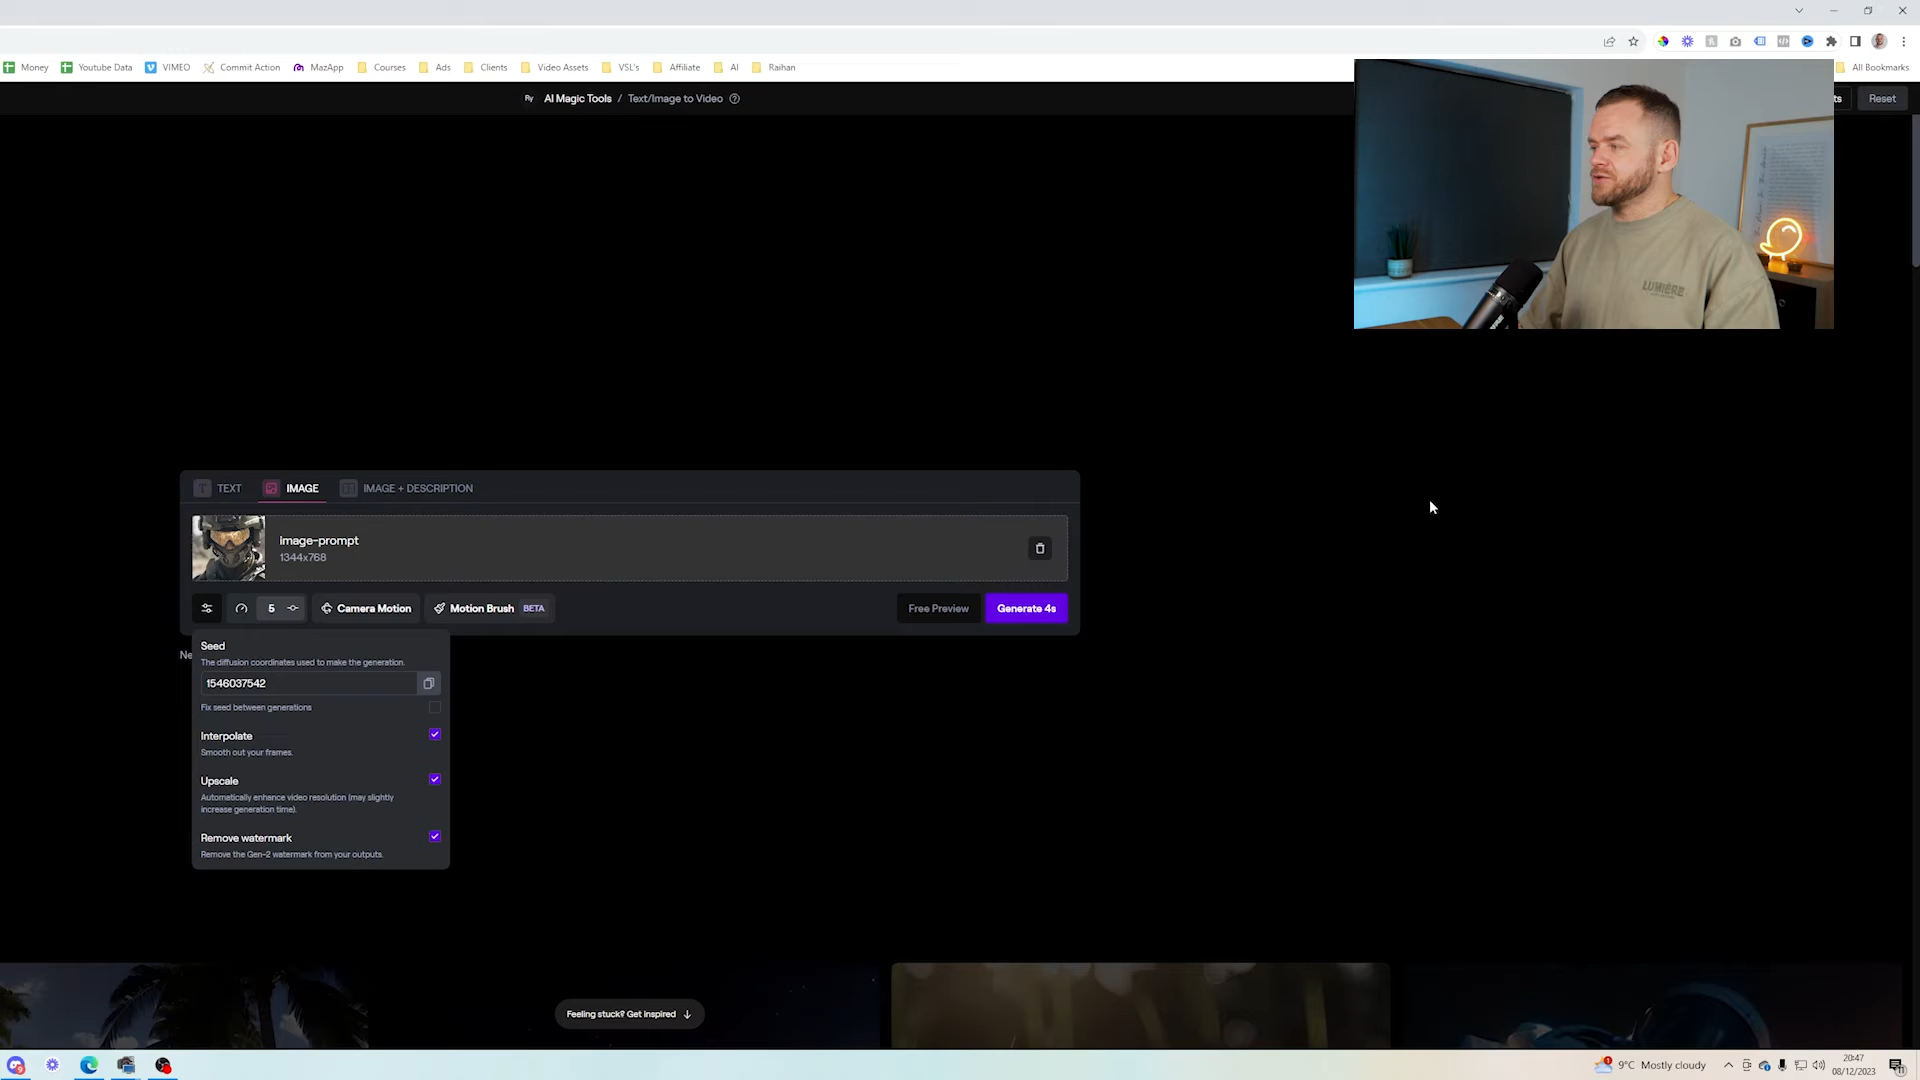 Money
Youtube Data
VIMEO
Commit Action
MazApp
Courses
Ads
Clients
Video Assets
VSL's
Affiliate
AI
Raihan
All Bookmarks
Ry AI Magic Tools / Text/Image to Video
ts
Reset
LUMIÈRE
TEXT
IMAGE
IMAGE + DESCRIPTION
image-prompt
1344x768
5
Camera Motion
Motion Brush BETA
Free Preview
Generate 4s
Ne
Seed
The diffusion coordinates used to make the generation.
1546037542
Fix seed between generations
Interpolate
Smooth out your frames.
Upscale
Automatically enhance video resolution (may slightly
increase generation time).
Remove watermark
Remove the Gen-2 watermark from your outputs.
Feeling stuck? Get inspired ↓
9°C Mostly cloudy
20:47
08/12/2023